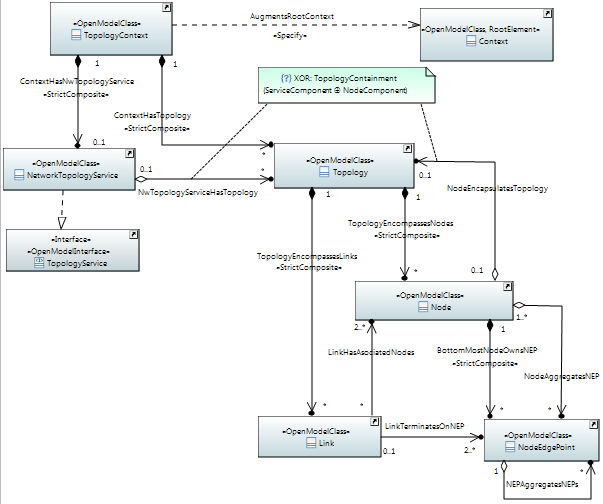 «OpenModelClass»
TopologyContext
AugmentsRootContext
«Specify»
«OpenModelClass, RootElement»
Context
1
1
ContextHasNwTopologyService
«StrictComposite»
{?} XOR: TopologyContainment
(ServiceComponent ⊕ NodeComponent)
ContextHasTopology
«StrictComposite»
0..1
*
«OpenModelClass»
NetworkTopologyService
0..1
*
NwTopologyServiceHasTopology
«OpenModelClass»
Topology
0..1
NodeEncapsulatesTopology
1
1
TopologyEncompassesNodes
«StrictComposite»
«Interface»
«OpenModelInterface»
TopologyService
TopologyEncompassesLinks
«StrictComposite»
*
0..1
«OpenModelClass»
Node
1..*
2..*
1
LinkHasAsociatedNodes
BottomMostNodeOwnsNEP
«StrictComposite»
NodeAggregatesNEP
*
*
*
*
«OpenModelClass»
Link
LinkTerminatesOnNEP
0..1
2..*
«OpenModelClass»
NodeEdgePoint
1
*
NEPAggregatesNEPs